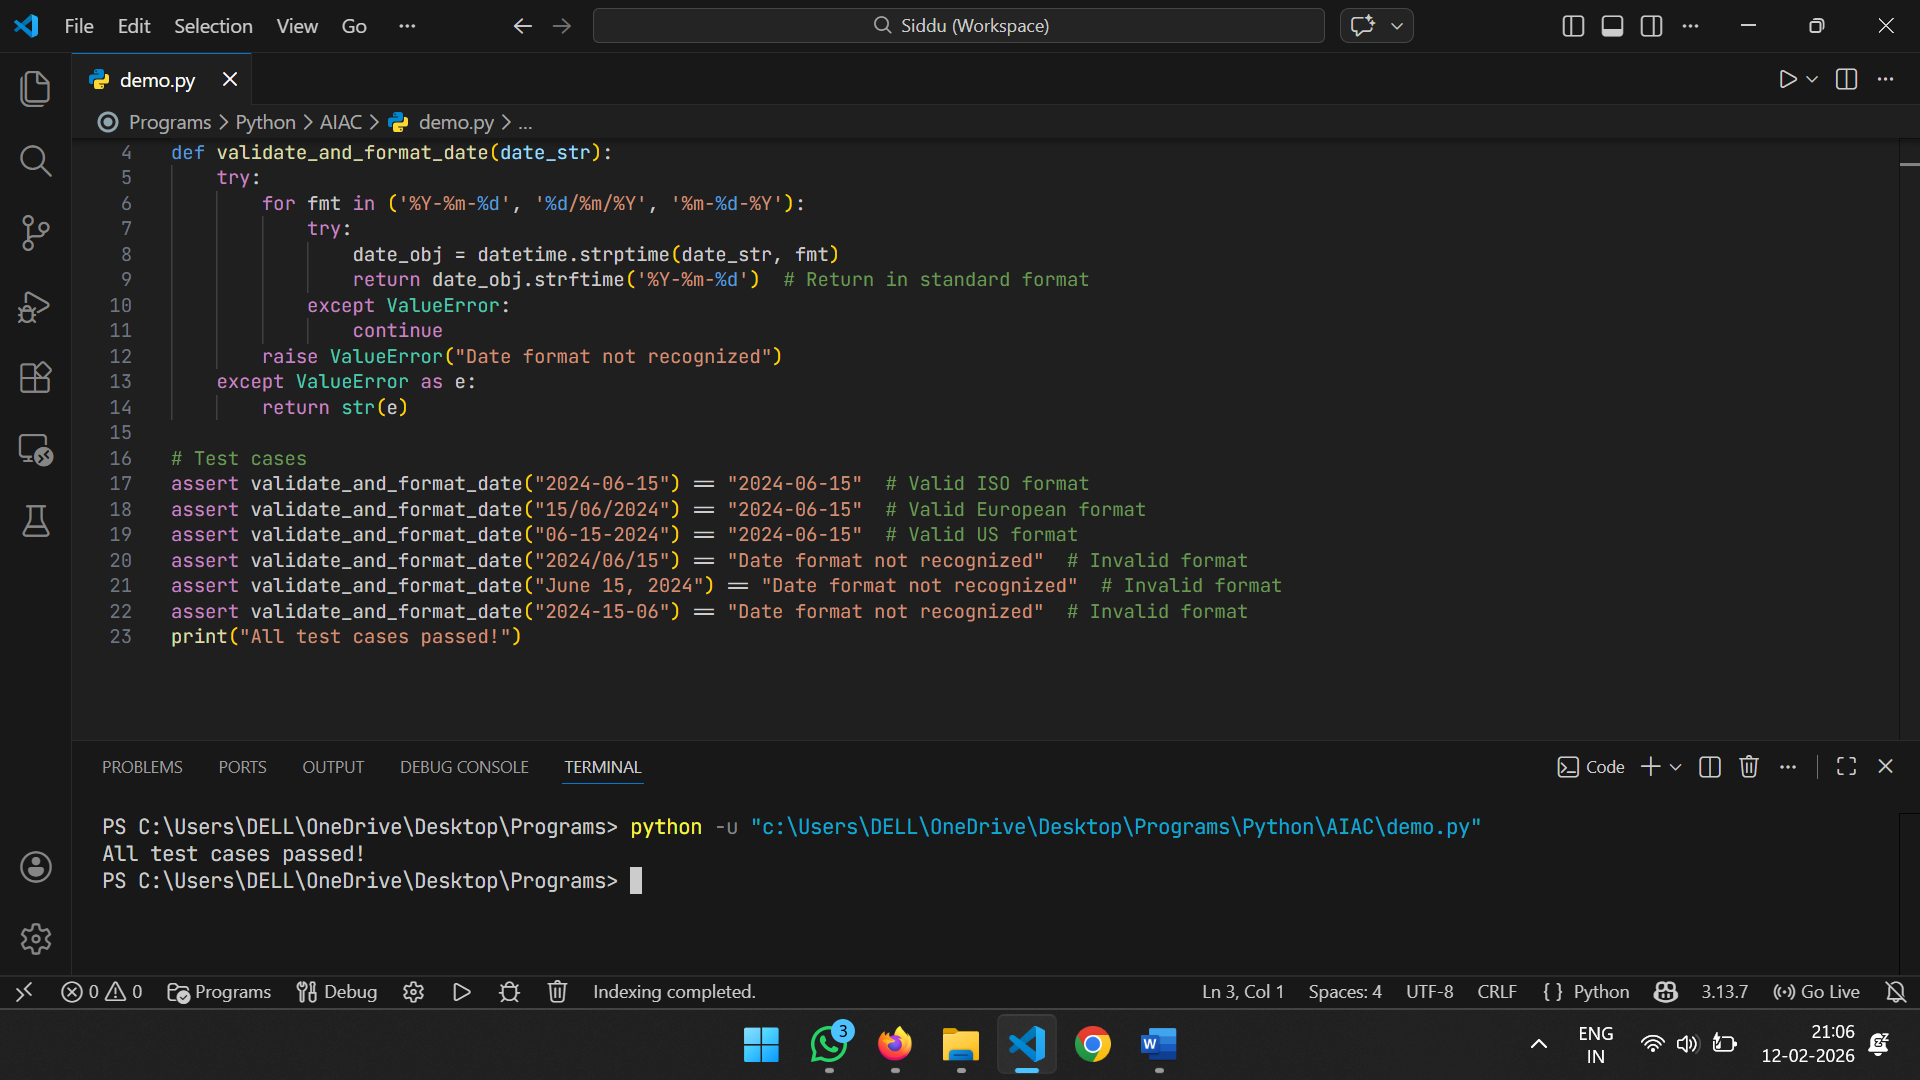 File Edit Selection View Go ··· Siddu (Workspace)
demo.py
Programs > Python > AIAC > demo.py > ...
4 def validate_and_format_date(date_str):
5 try:
6 for fmt in ('%Y-%m-%d', '%d/%m/%Y', '%m-%d-%Y'):
7 try:
8 date_obj = datetime.strptime(date_str, fmt)
9 return date_obj.strftime('%Y-%m-%d') # Return in standard format
10 except ValueError:
11 continue
12 raise ValueError("Date format not recognized")
13 except ValueError as e:
14 return str(e)
15
16 # Test cases
17 assert validate_and_format_date("2024-06-15") == "2024-06-15" # Valid ISO format
18 assert validate_and_format_date("15/06/2024") == "2024-06-15" # Valid European format
19 assert validate_and_format_date("06-15-2024") == "2024-06-15" # Valid US format
20 assert validate_and_format_date("2024/06/15") == "Date format not recognized" # Invalid format
21 assert validate_and_format_date("June 15, 2024") == "Date format not recognized" # Invalid format
22 assert validate_and_format_date("2024-15-06") == "Date format not recognized" # Invalid format
23 print("All test cases passed!")
PROBLEMS PORTS OUTPUT DEBUG CONSOLE TERMINAL Code
PS C:\Users\DELL\OneDrive\Desktop\Programs> python -u "c:\Users\DELL\OneDrive\Desktop\Programs\Python\AIAC\demo.py"
All test cases passed!
PS C:\Users\DELL\OneDrive\Desktop\Programs>
0 0 Programs Debug Indexing completed. Ln 3, Col 1 Spaces: 4 UTF-8 CRLF { } Python 3.13.7 Go Live
3
W
ENG
IN
21:06
12-02-2026